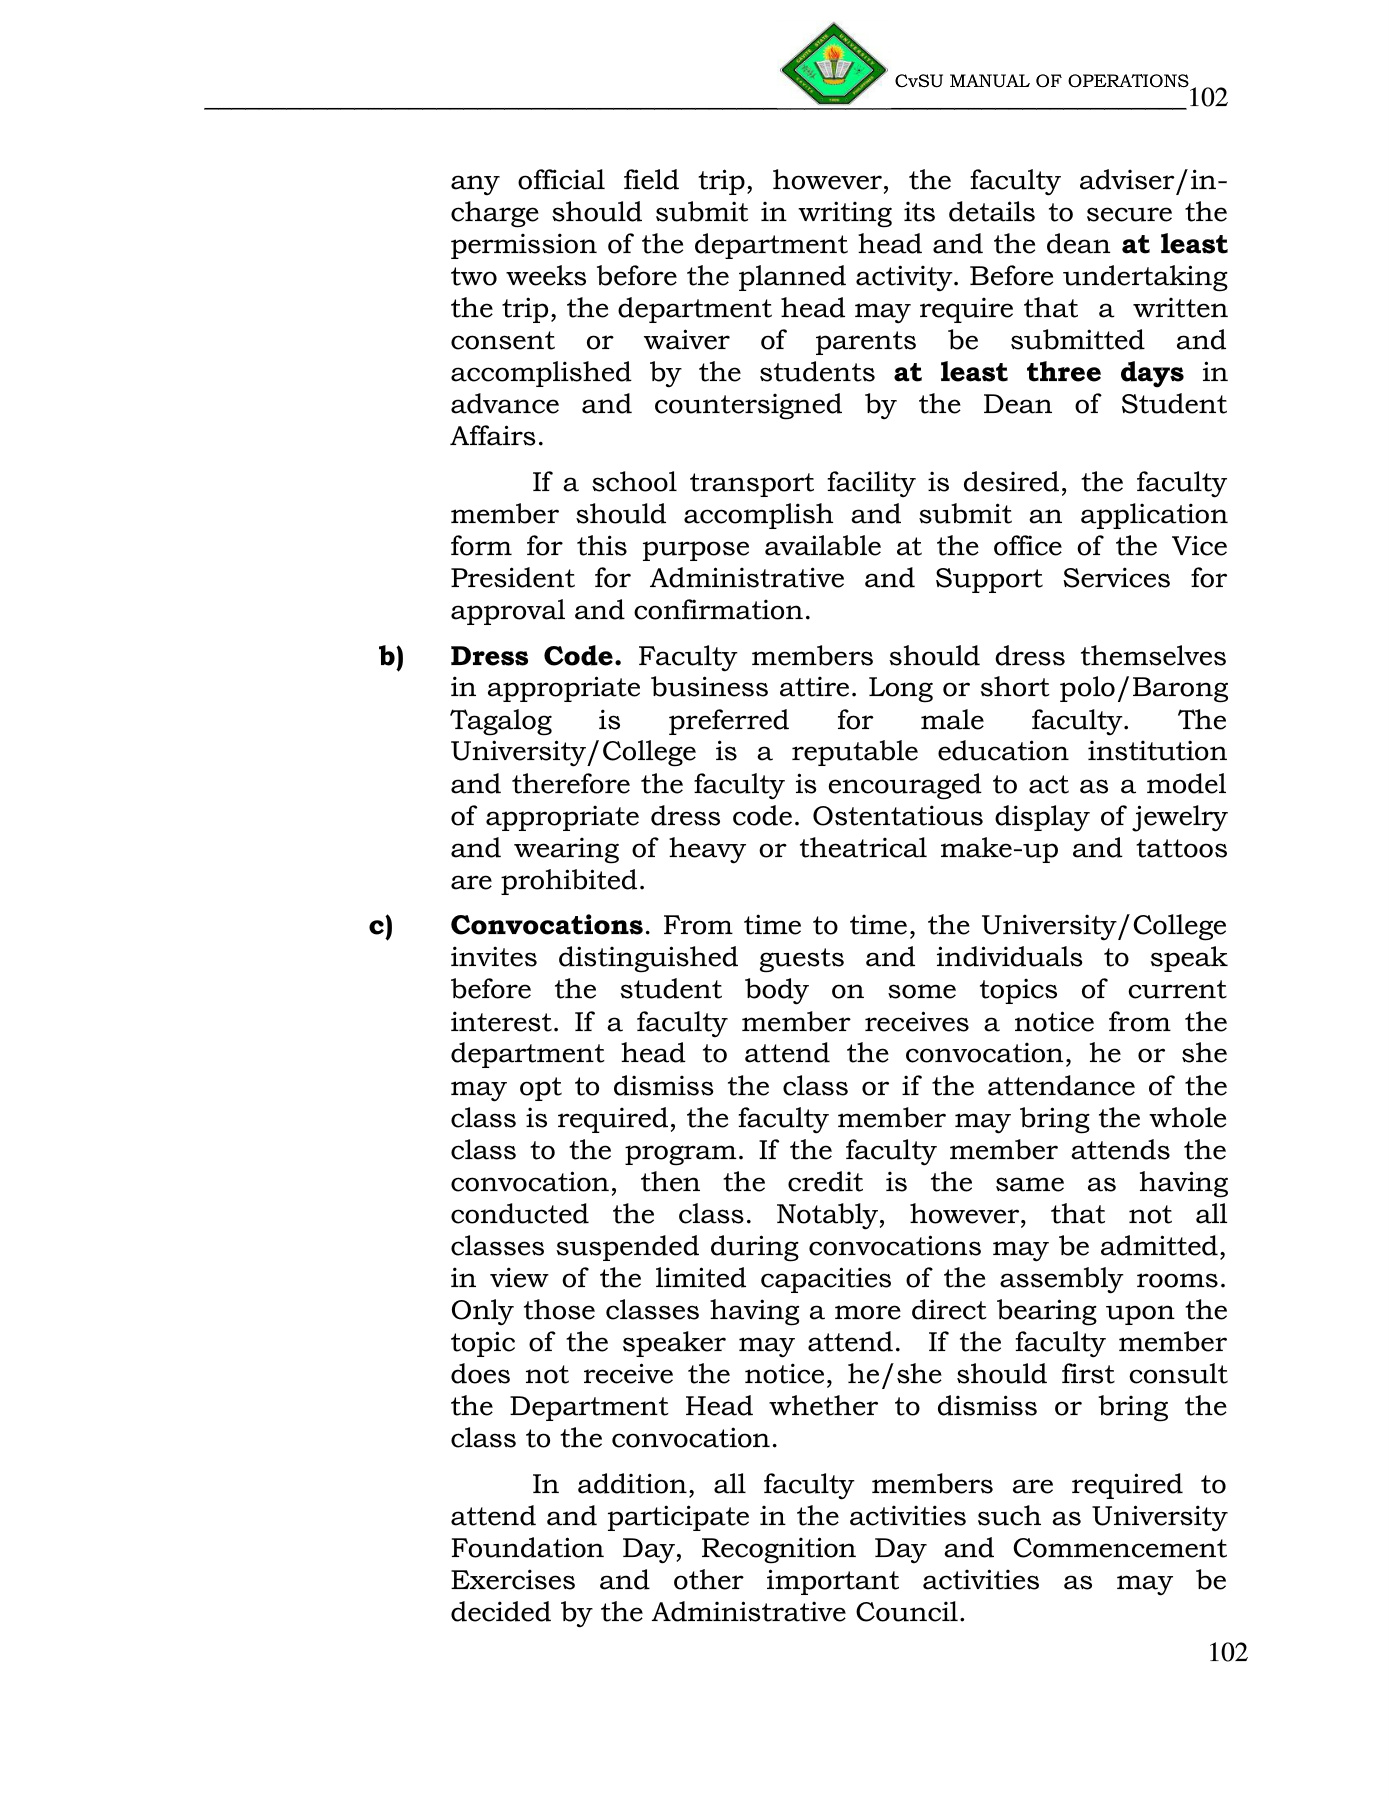 CvSU MANUAL OF OPERATIONS 102
any official field trip, however, the faculty adviser/in-
charge should submit in writing its details to secure the
permission of the department head and the dean at least
two weeks before the planned activity. Before undertaking
the trip, the department head may require that a written
consent or waiver of parents be submitted and
accomplished by the students at least three days in
advance and countersigned by the Dean of Student
Affairs.
If a school transport facility is desired, the faculty
member should accomplish and submit an application
form for this purpose available at the office of the Vice
President for Administrative and Support Services for
approval and confirmation.
b) Dress Code. Faculty members should dress themselves
in appropriate business attire. Long or short polo/Barong
Tagalog is preferred for male faculty. The
University/College is a reputable education institution
and therefore the faculty is encouraged to act as a model
of appropriate dress code. Ostentatious display of jewelry
and wearing of heavy or theatrical make-up and tattoos
are prohibited.
c) Convocations. From time to time, the University/College
invites distinguished guests and individuals to speak
before the student body on some topics of current
interest. If a faculty member receives a notice from the
department head to attend the convocation, he or she
may opt to dismiss the class or if the attendance of the
class is required, the faculty member may bring the whole
class to the program. If the faculty member attends the
convocation, then the credit is the same as having
conducted the class. Notably, however, that not all
classes suspended during convocations may be admitted,
in view of the limited capacities of the assembly rooms.
Only those classes having a more direct bearing upon the
topic of the speaker may attend. If the faculty member
does not receive the notice, he/she should first consult
the Department Head whether to dismiss or bring the
class to the convocation.
In addition, all faculty members are required to
attend and participate in the activities such as University
Foundation Day, Recognition Day and Commencement
Exercises and other important activities as may be
decided by the Administrative Council.
102